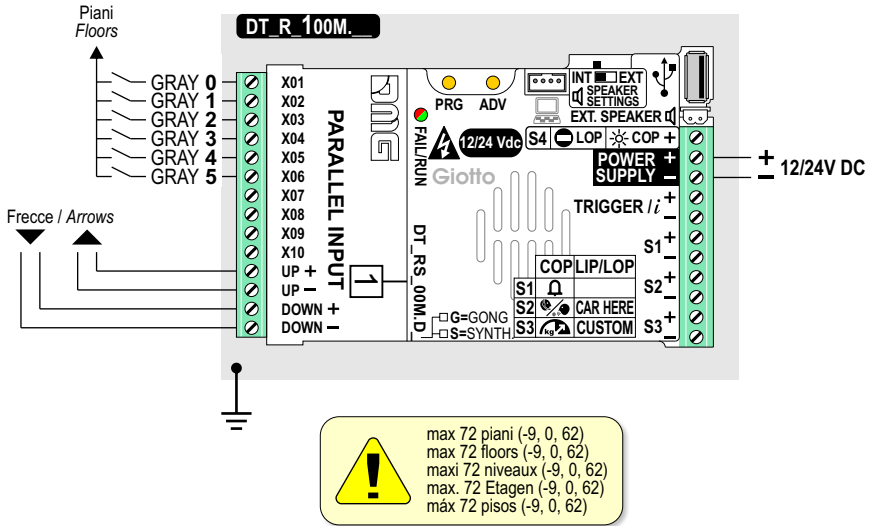 Piani
Floors
DT_R_100M.__
GRAY 0
GRAY 1
GRAY 2
GRAY 3
GRAY 4
GRAY 5
Frecce / Arrows
X01
X02
X03
X04
X05
X06
X07
X08
X09
X10
UP +
UP –
DOWN +
DOWN –
PARALLEL INPUT
1
DMG
PRG
ADV
FAIL/RUN
12/24 Vdc
Giotto
DT_RS_00M.D_
G=GONG
S=SYNTH.
INT EXT
SPEAKER
SETTINGS
EXT. SPEAKER
S4 LOP COP +
POWER +
SUPPLY –
TRIGGER / i + –
S1 + –
S2 + –
S3 + –
COP LIP/LOP
S1
S2 CAR HERE
S3 kg CUSTOM
+
– 12/24V DC
max 72 piani (-9, 0, 62)
max 72 floors (-9, 0, 62)
maxi 72 niveaux (-9, 0, 62)
max. 72 Etagen (-9, 0, 62)
máx 72 pisos (-9, 0, 62)